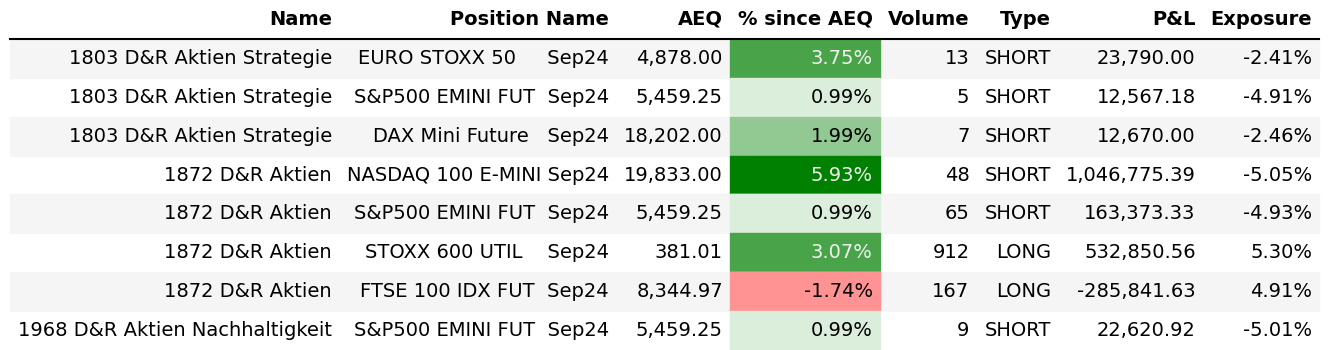 Name Position Name AEQ % since AEQ Volume Type P&L Exposure
1803 D&R Aktien Strategie EURO STOXX 50 Sep24 4,878.00 3.75% 13 SHORT 23,790.00 -2.41%
1803 D&R Aktien Strategie S&P500 EMINI FUT Sep24 5,459.25 0.99% 5 SHORT 12,567.18 -4.91%
1803 D&R Aktien Strategie DAX Mini Future Sep24 18,202.00 1.99% 7 SHORT 12,670.00 -2.46%
1872 D&R Aktien NASDAQ 100 E-MINI Sep24 19,833.00 5.93% 48 SHORT 1,046,775.39 -5.05%
1872 D&R Aktien S&P500 EMINI FUT Sep24 5,459.25 0.99% 65 SHORT 163,373.33 -4.93%
1872 D&R Aktien STOXX 600 UTIL Sep24 381.01 3.07% 912 LONG 532,850.56 5.30%
1872 D&R Aktien FTSE 100 IDX FUT Sep24 8,344.97 -1.74% 167 LONG -285,841.63 4.91%
1968 D&R Aktien Nachhaltigkeit S&P500 EMINI FUT Sep24 5,459.25 0.99% 9 SHORT 22,620.92 -5.01%